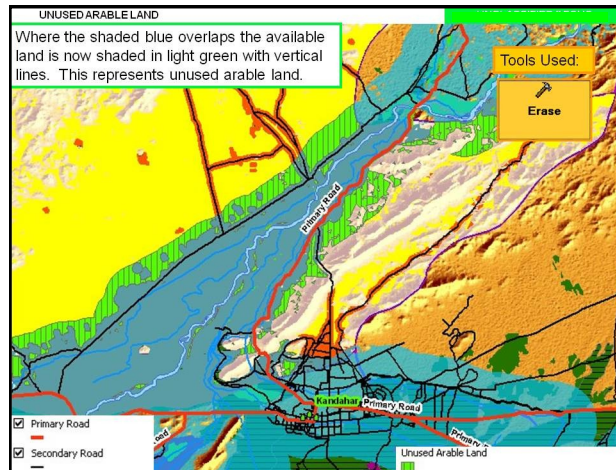 UNUSED ARABLE LAND
Where the shaded blue overlaps the available
land is now shaded in light green with vertical
lines. This represents unused arable land.
Tools Used:
Erase
Primary Road
Kandahar
Primary Road
Primary
Primary Road
Secondary Road
Unused Arable Land